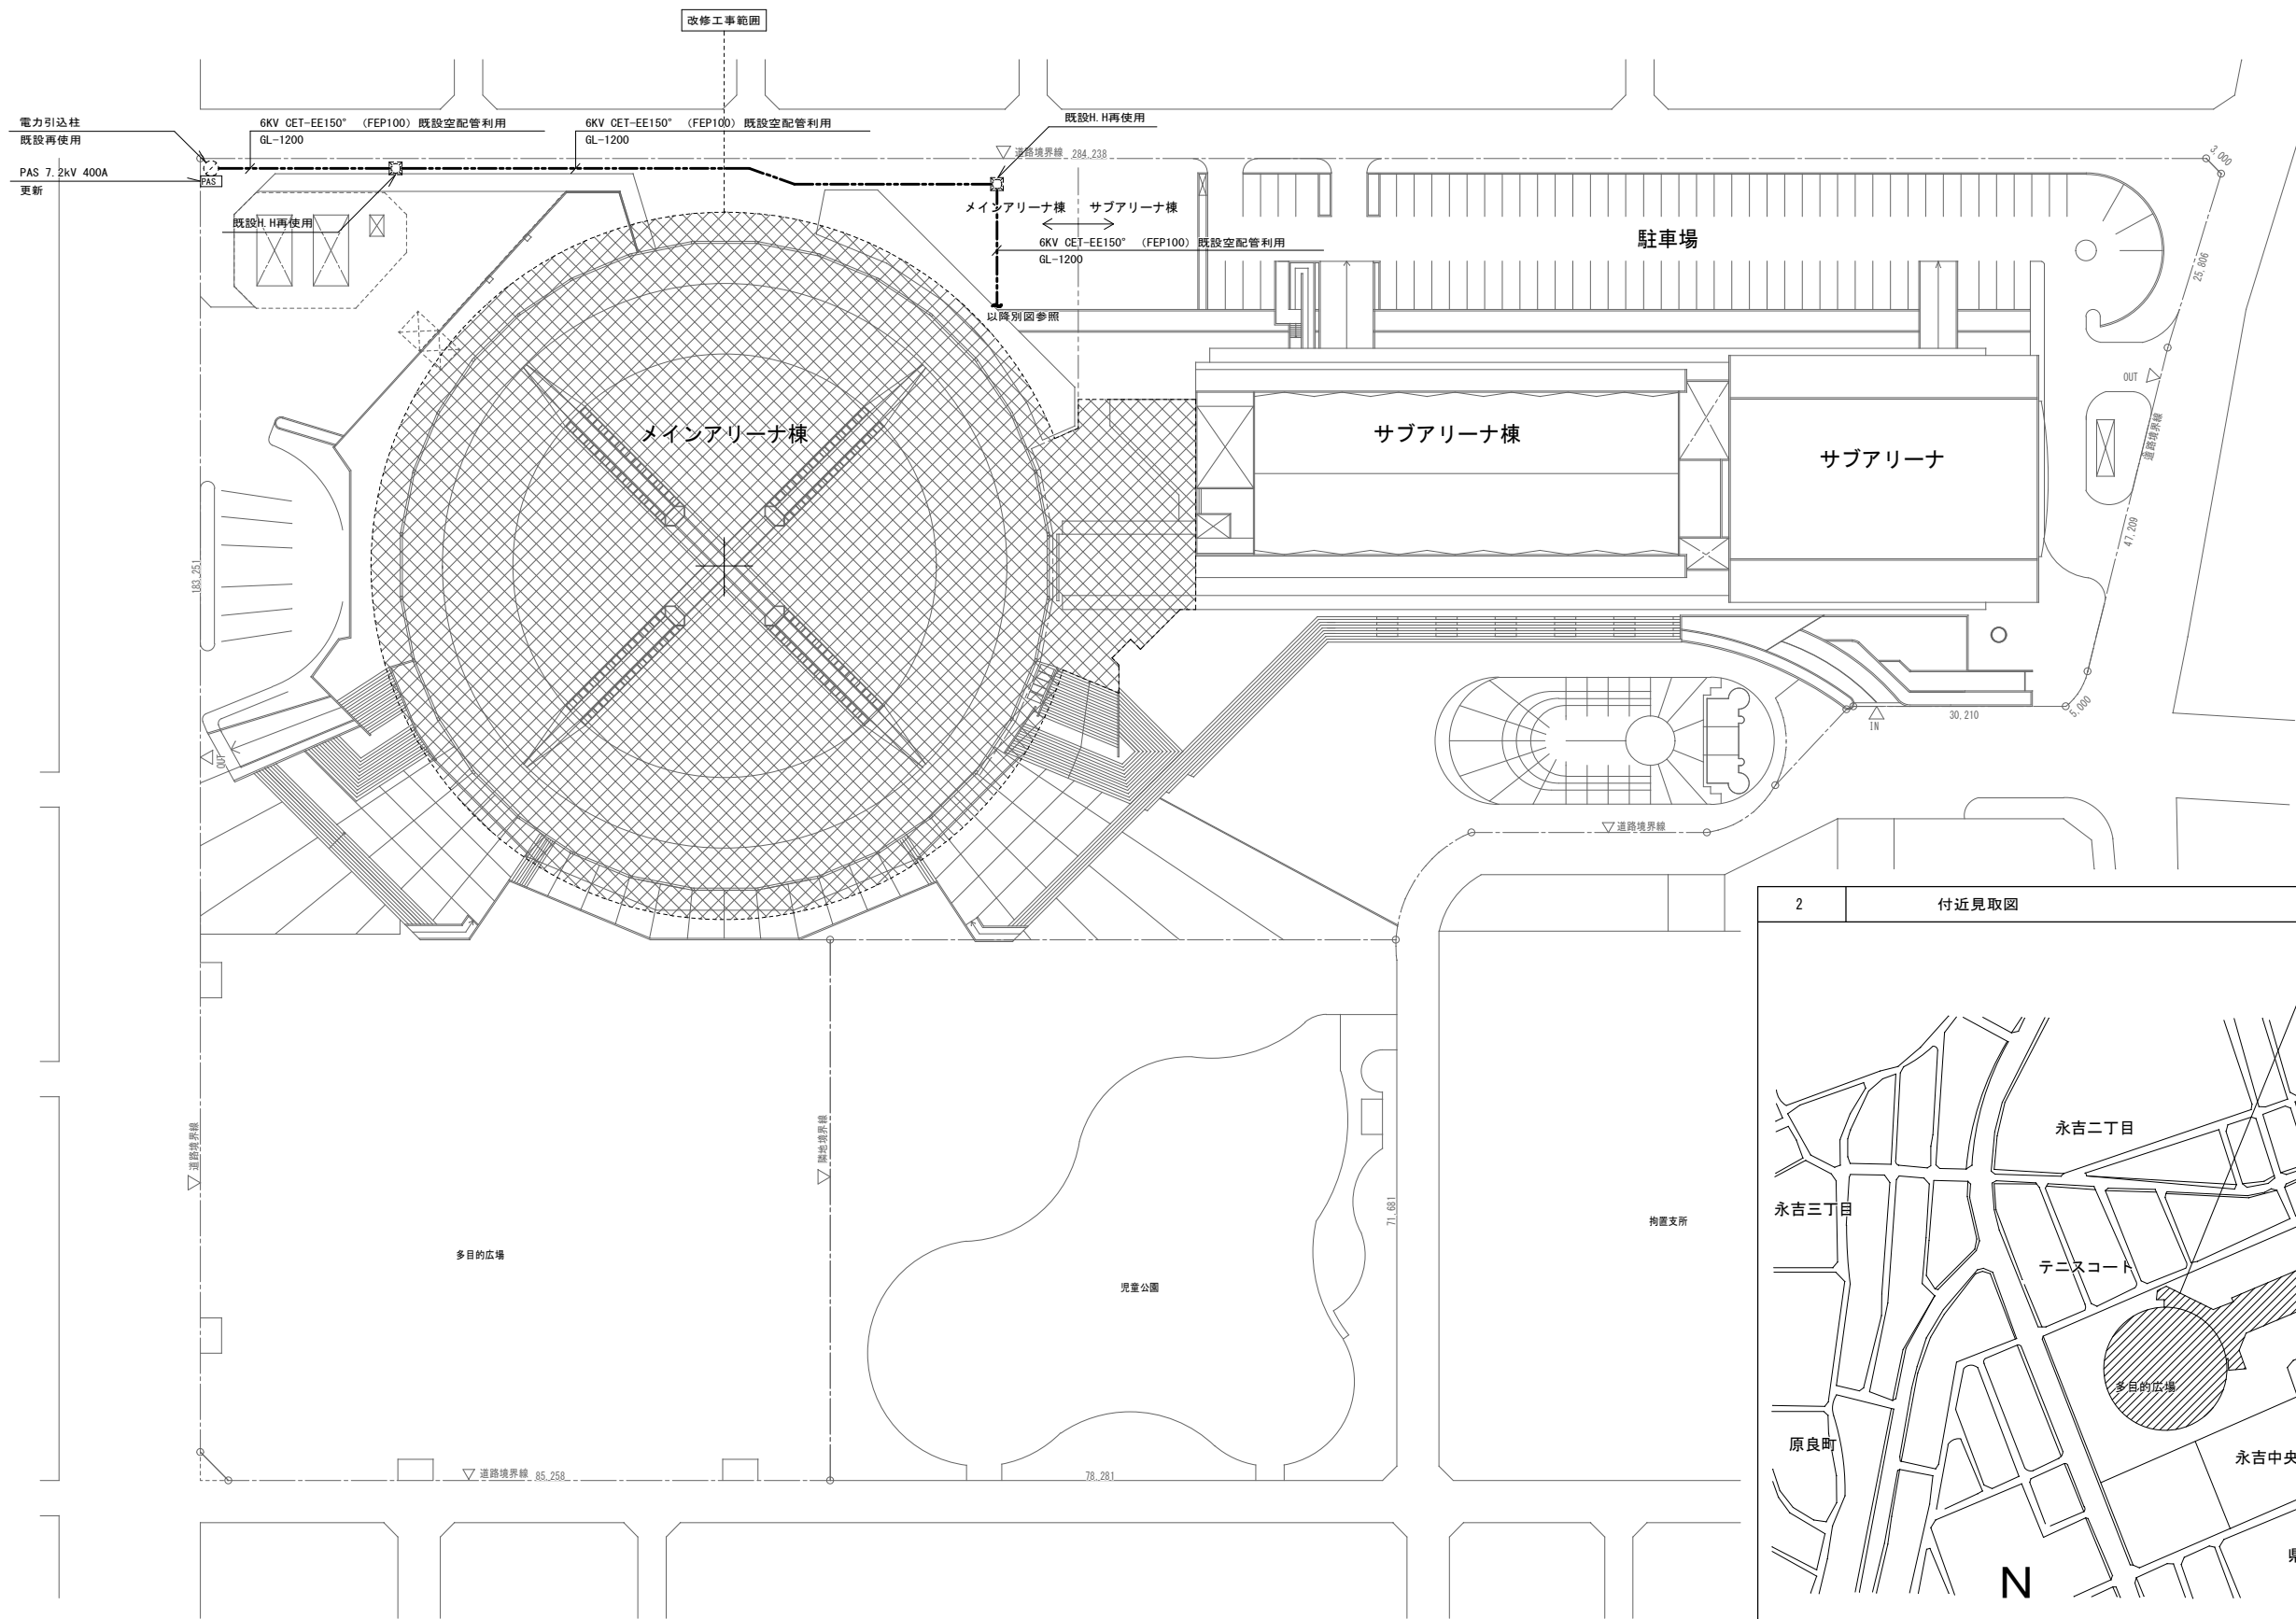 改修工事範囲
電力引込柱
既設再使用
PAS 7.2kV 400A
更新
PAS
6KV CET-EE150° (FEP100) 既設空配管利用
GL-1200
6KV CET-EE150° (FEP100) 既設空配管利用
GL-1200
既設H.H再使用
道路境界線 284,238
3,000
既設H.H再使用
メインアリーナ棟 サブアリーナ棟
6KV CET-EE150° (FEP100) 既設空配管利用
GL-1200
以降別図参照
駐車場
25,806
OUT
道路境界線
メインアリーナ棟
サブアリーナ棟
サブアリーナ
47,209
183,251
OUT
IN
30,210
5,000
道路境界線
2 付近見取図
道路境界線
隣地境界線
71,681
多目的広場
児童公園
拘置支所
道路境界線 85,258
78,281
永吉二丁目
永吉三丁目
テニスコート
多目的広場
原良町
永吉中央
N